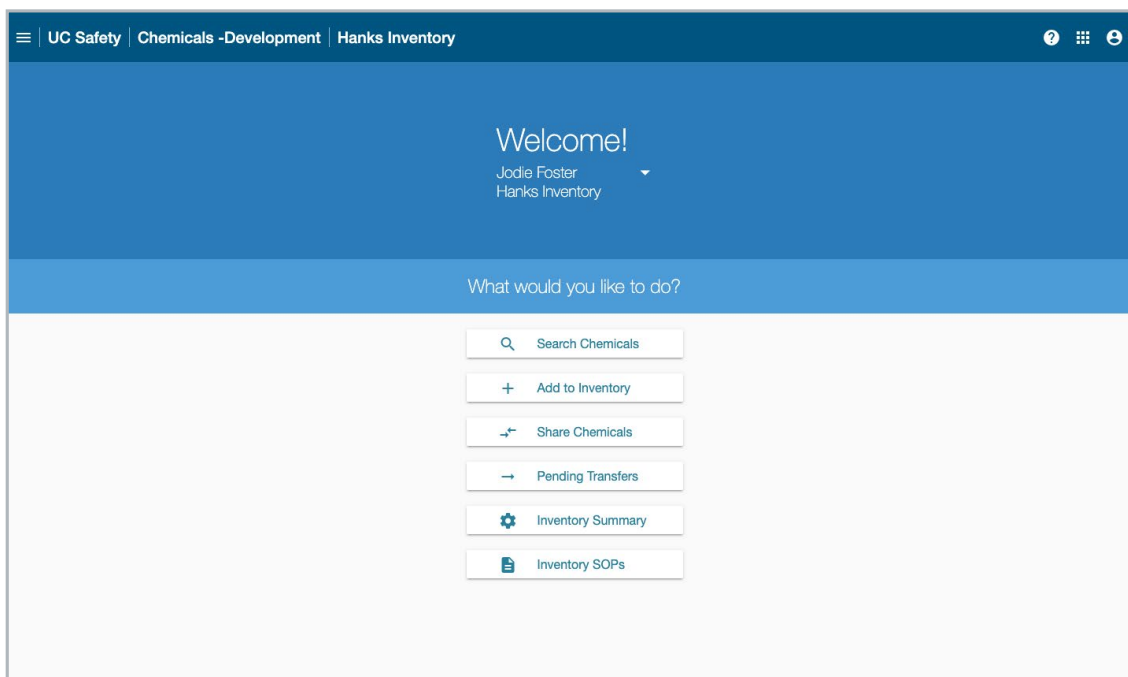 UC Safety | Chemicals -Development | Hanks Inventory
Welcome!
Jodie Foster
Hanks Inventory
What would you like to do?
Search Chemicals
Add to Inventory
Share Chemicals
Pending Transfers
Inventory Summary
Inventory SOPs